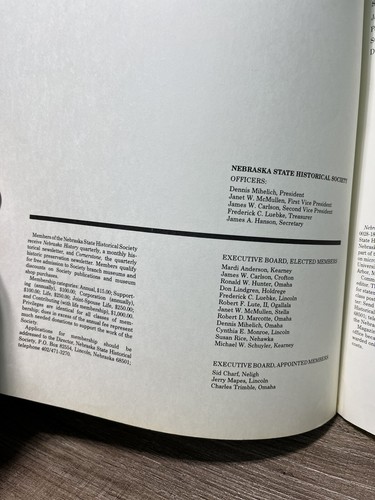 NEBRASKA STATE HISTORICAL SOCIETY
OFFICERS:
Dennis Mihelich, President
Janet W. McMullen, First Vice President
James W. Carlson, Second Vice President
Frederick C. Luebke, Treasurer
James A. Hanson, Secretary
Members of the Nebraska State Historical Society
receive Nebraska History quarterly, a monthly his-
torical newsletter, and Cornerstone, the quarterly
historic preservation newsletter. Members qualify
for free admission to Society branch museums and
discounts on Society publications and museum
shop purchases.
Membership categories: Annual, $15.00; Support-
ing (annual), $100.00; Corporation (annually),
$100.00; Life, $250.00; Joint-Spouse Life, $250.00;
and Contributing (with Life membership), $1,000.00.
Privileges are identical for all classes of mem-
bership; dues in excess of the annual fee represent
much needed donations to support the work of the
Society.
Applications for membership should be
addressed to the Director, Nebraska State Historical
Society, P.O. Box 82554, Lincoln, Nebraska 68501;
telephone 402/471-3270.
EXECUTIVE BOARD, ELECTED MEMBERS
Mardi Anderson, Kearney
James W. Carlson, Crofton
Ronald W. Hunter, Omaha
Don Lindgren, Holdrege
Frederick C. Luebke, Lincoln
Robert F. Lute, II, Ogallala
Janet W. McMullen, Stella
Robert D. Marcotte, Omaha
Dennis Mihelich, Omaha
Cynthia E. Monroe, Lincoln
Susan Rice, Nehawka
Michael W. Schuyler, Kearney
EXECUTIVE BOARD, APPOINTED MEMBERS
Sid Charf, Neligh
Jerry Mapes, Lincoln
Charles Trimble, Omaha